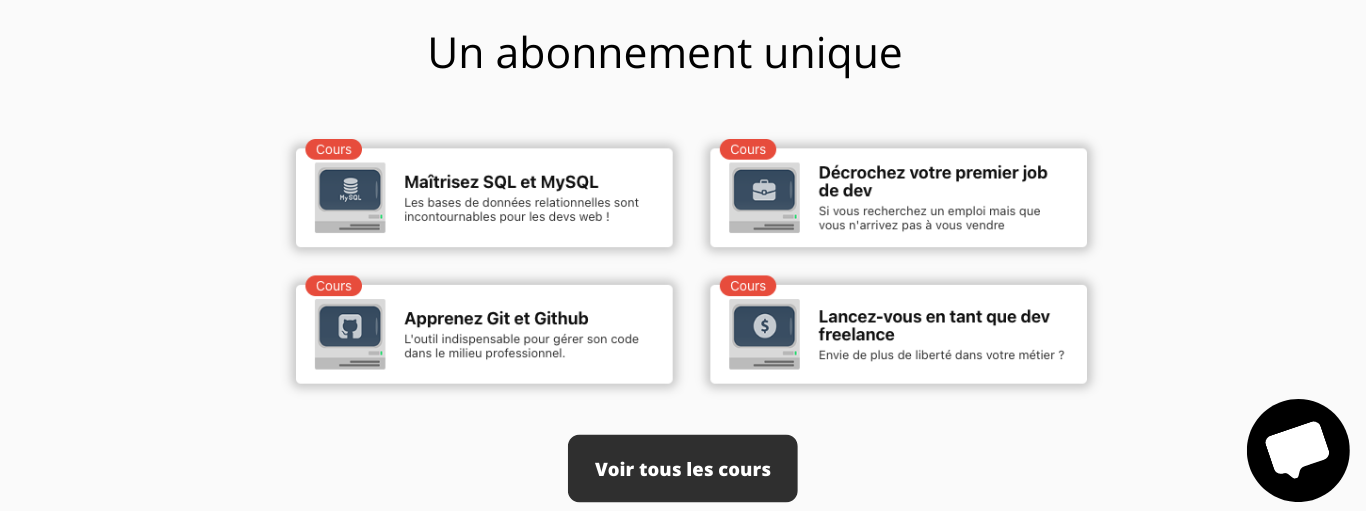 Un abonnement unique
Cours
MySQL
Maîtrisez SQL et MySQL
Les bases de données relationnelles sont
incontournables pour les devs web !
Cours
Décrochez votre premier job
de dev
Si vous recherchez un emploi mais que
vous n'arrivez pas à vous vendre
Cours
Apprenez Git et Github
L'outil indispensable pour gérer son code
dans le milieu professionnel.
Cours
$
Lancez-vous en tant que dev
freelance
Envie de plus de liberté dans votre métier ?
Voir tous les cours